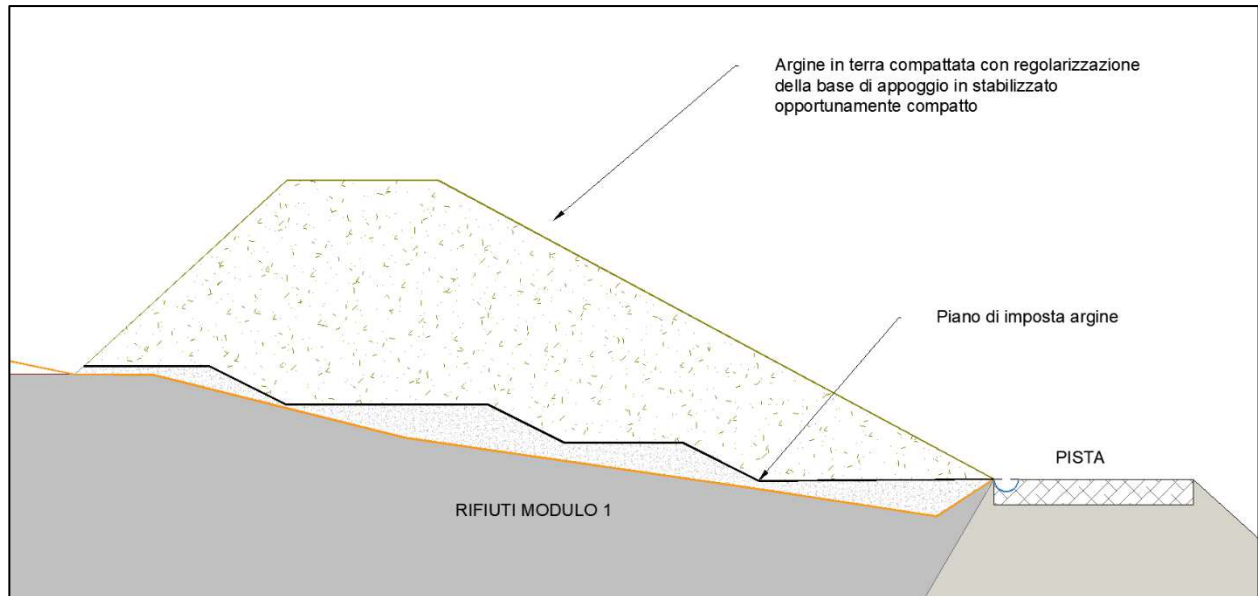 Argine in terra compattata con regolarizzazione
della base di appoggio in stabilizzato
opportunamente compatto
Piano di imposta argine
PISTA
RIFIUTI MODULO 1